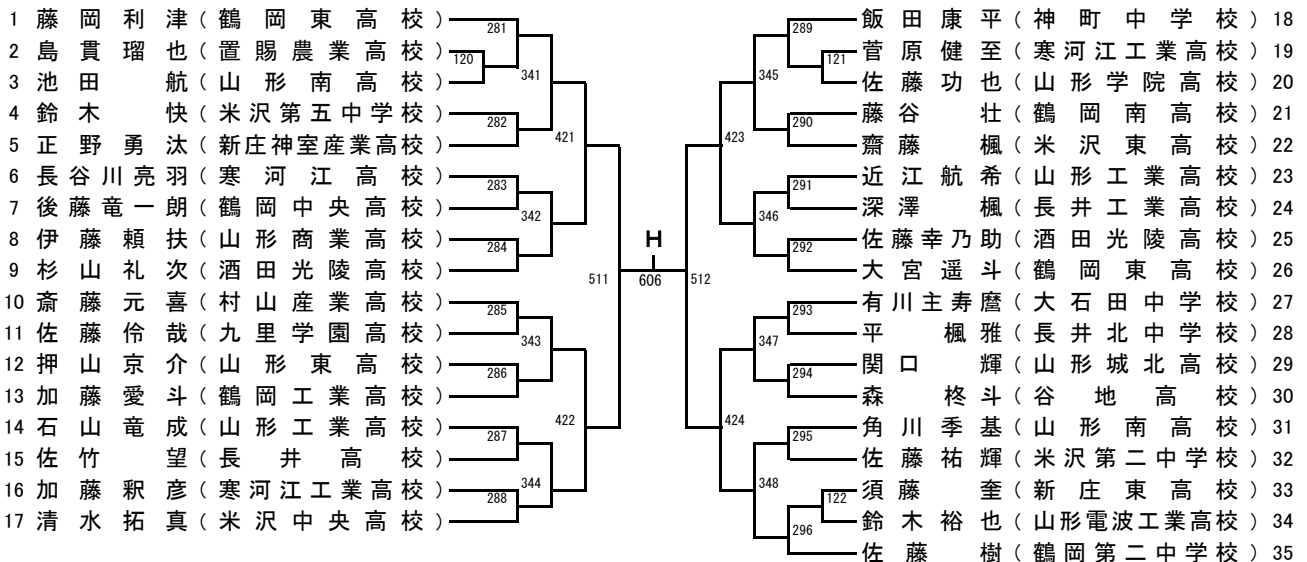 1 藤岡利津（鶴岡東高校）
2 島貫瑠也（置賜農業高校）
3 池田航（山形南高校）
4 鈴木快（米沢第五中学校）
5 正野勇汰（新庄神室産業高校）
6 長谷川亮羽（寒河江高校）
7 後藤竜一朗（鶴岡中央高校）
8 伊藤頼扶（山形商業高校）
9 杉山礼次（酒田光陵高校）
10 斎藤元喜（村山産業高校）
11 佐藤伶哉（九里学園高校）
12 押山京介（山形東高校）
13 加藤愛斗（鶴岡工業高校）
14 石山竜成（山形工業高校）
15 佐竹望（長井高校）
16 加藤釈彦（寒河江工業高校）
17 清水拓真（米沢中央高校）
281
120
341
282
421
283
342
284
511
285
343
286
422
287
344
288
H
606
飯田康平（神町中学校）18
菅原健至（寒河江工業高校）19
佐藤功也（山形学院高校）20
藤谷壮（鶴岡南高校）21
齋藤楓（米沢東高校）22
近江航希（山形工業高校）23
深澤楓（長井工業高校）24
佐藤幸乃助（酒田光陵高校）25
大宮遥斗（鶴岡東高校）26
有川主寿麿（大石田中学校）27
平楓雅（長井北中学校）28
関口輝（山形城北高校）29
森柊斗（谷地高校）30
角川季基（山形南高校）31
佐藤祐輝（米沢第二中学校）32
須藤奎（新庄東高校）33
鈴木裕也（山形電波工業高校）34
佐藤樹（鶴岡第二中学校）35
289
121
345
290
423
291
346
292
512
293
347
294
424
295
348
122
296